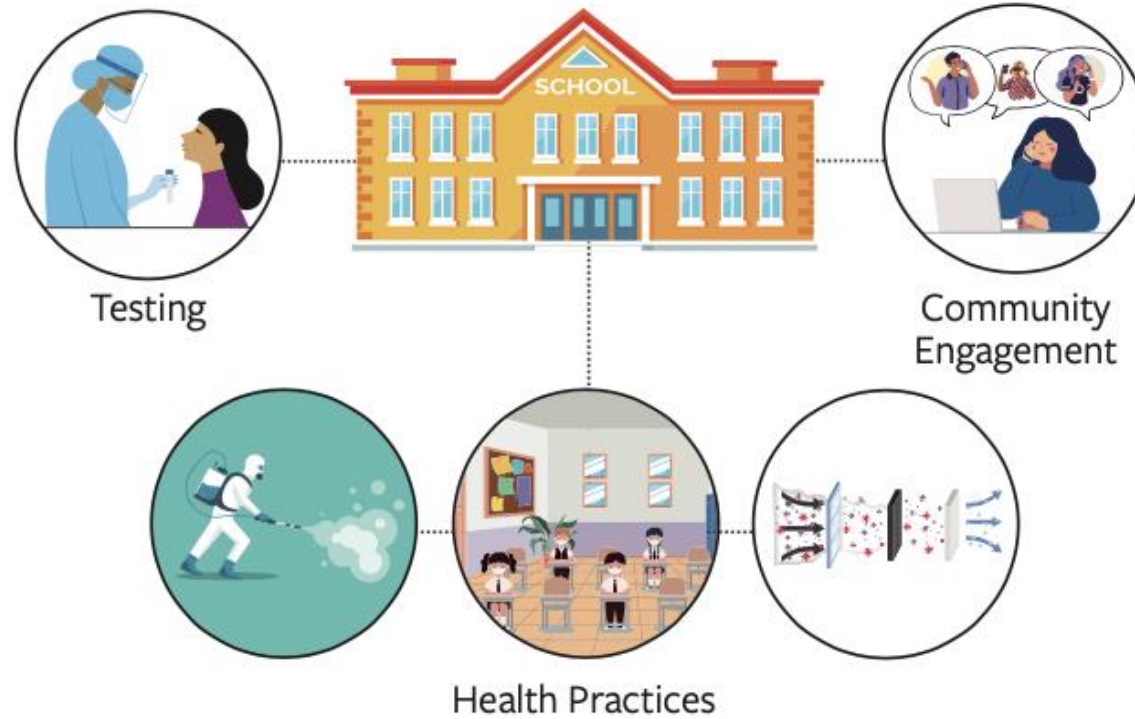 SCHOOL
Testing
Community
Engagement
Health Practices